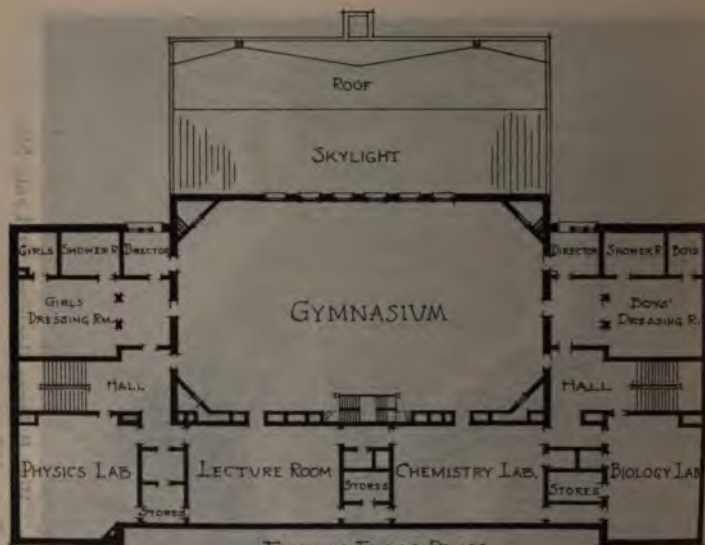 ROOF
SKYLIGHT
GIRLS
SHOWER R.
DIRECTOR
DIRECTOR
SHOWER R.
BOYS
GIRLS
DRESSING RM.
GYMNASIUM
BOYS'
DRESSING R.
HALL
HALL
PHYSICS LAB
LECTURE ROOM
STORES
CHEMISTRY LAB.
STORES
BIOLOGY LAB
STORES